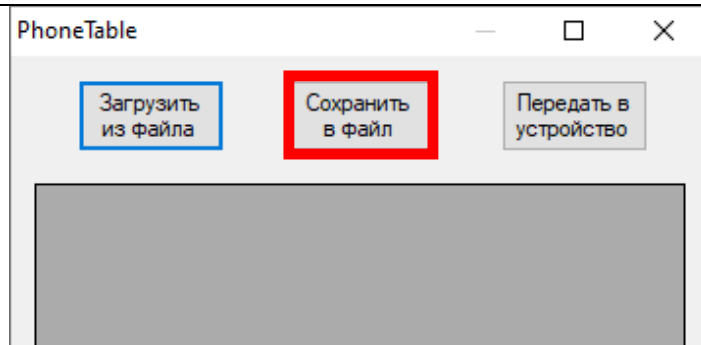 PhoneTable
Загрузить
из файла
Сохранить
в файл
Передать в
устройство